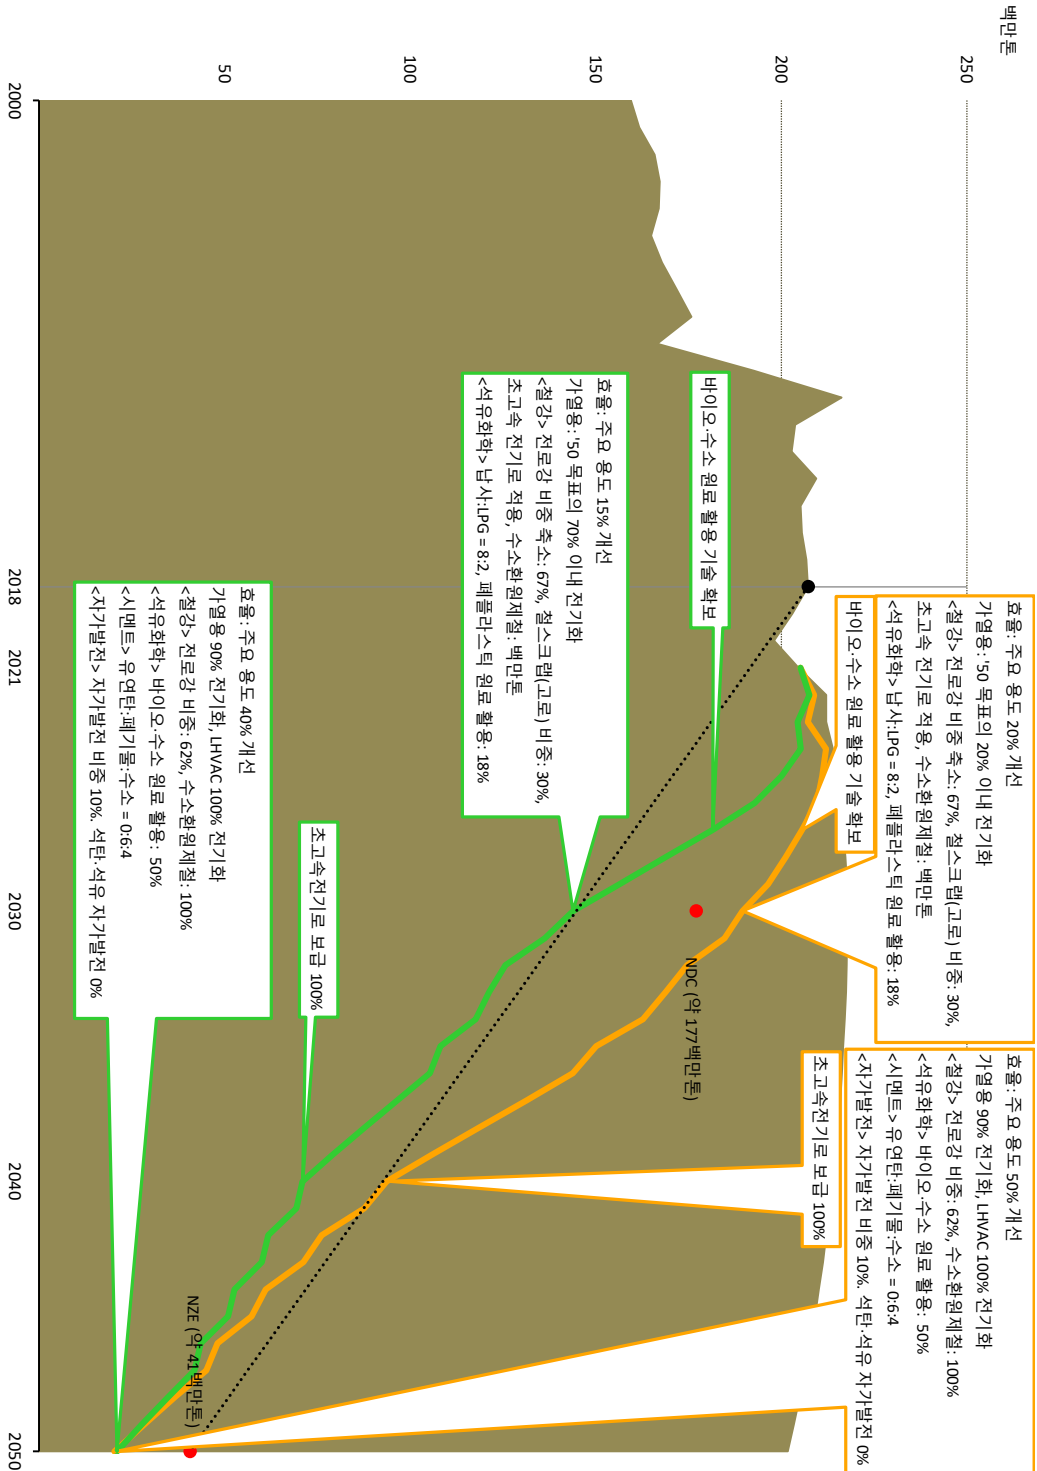 백만톤
250
200
150
100
50
2000
2018
2021
2030
2040
2050
효율: 주요 용도 20% 개선
가열용: '50 목표의 20% 이내 전기화
<철강> 전로강 비중 축소: 67%, 철스크랩(고로) 비중: 30%,
초고속 전기로 적용, 수소환원제철: 백만톤
<석유화학> 납사:LPG = 8:2, 폐플라스틱 원료 활용: 18%
바이오·수소 원료 활용 기술 확보
효율: 주요 용도 50% 개선
가열용 90% 전기화, LHVAC 100% 전기화
<철강> 전로강 비중: 62%, 수소환원제철: 100%
<석유화학> 바이오·수소 원료 활용: 50%
<시멘트> 유연탄:폐기물:수소 = 0:6:4
<자가발전> 자가발전 비중 10%. 석탄·석유 자가발전 0%
초고속전기로 보급 100%
바이오·수소 원료 활용 기술 확보
효율: 주요 용도 15% 개선
가열용: '50 목표의 70% 이내 전기화
<철강> 전로강 비중 축소: 67%, 철스크랩(고로) 비중: 30%,
초고속 전기로 적용, 수소환원제철: 백만톤
<석유화학> 납사:LPG = 8:2, 폐플라스틱 원료 활용: 18%
NDC (약 177백만톤)
초고속전기로 보급 100%
효율: 주요 용도 40% 개선
가열용 90% 전기화, LHVAC 100% 전기화
<철강> 전로강 비중: 62%, 수소환원제철: 100%
<석유화학> 바이오·수소 원료 활용: 50%
<시멘트> 유연탄:폐기물:수소 = 0:6:4
<자가발전> 자가발전 비중 10%. 석탄·석유 자가발전 0%
NZE (약 41백만톤)